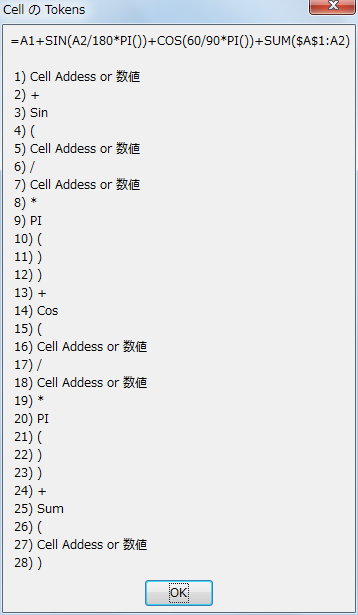 Cell の Tokens
=A1+SIN(A2/180*PI())+COS(60/90*PI())+SUM($A$1:A2)
1) Cell Addess or 数値
2) +
3) Sin
4) (
5) Cell Addess or 数値
6) /
7) Cell Addess or 数値
8) *
9) PI
10) (
11) )
12) )
13) +
14) Cos
15) (
16) Cell Addess or 数値
17) /
18) Cell Addess or 数値
19) *
20) PI
21) (
22) )
23) )
24) +
25) Sum
26) (
27) Cell Addess or 数値
28) )
OK